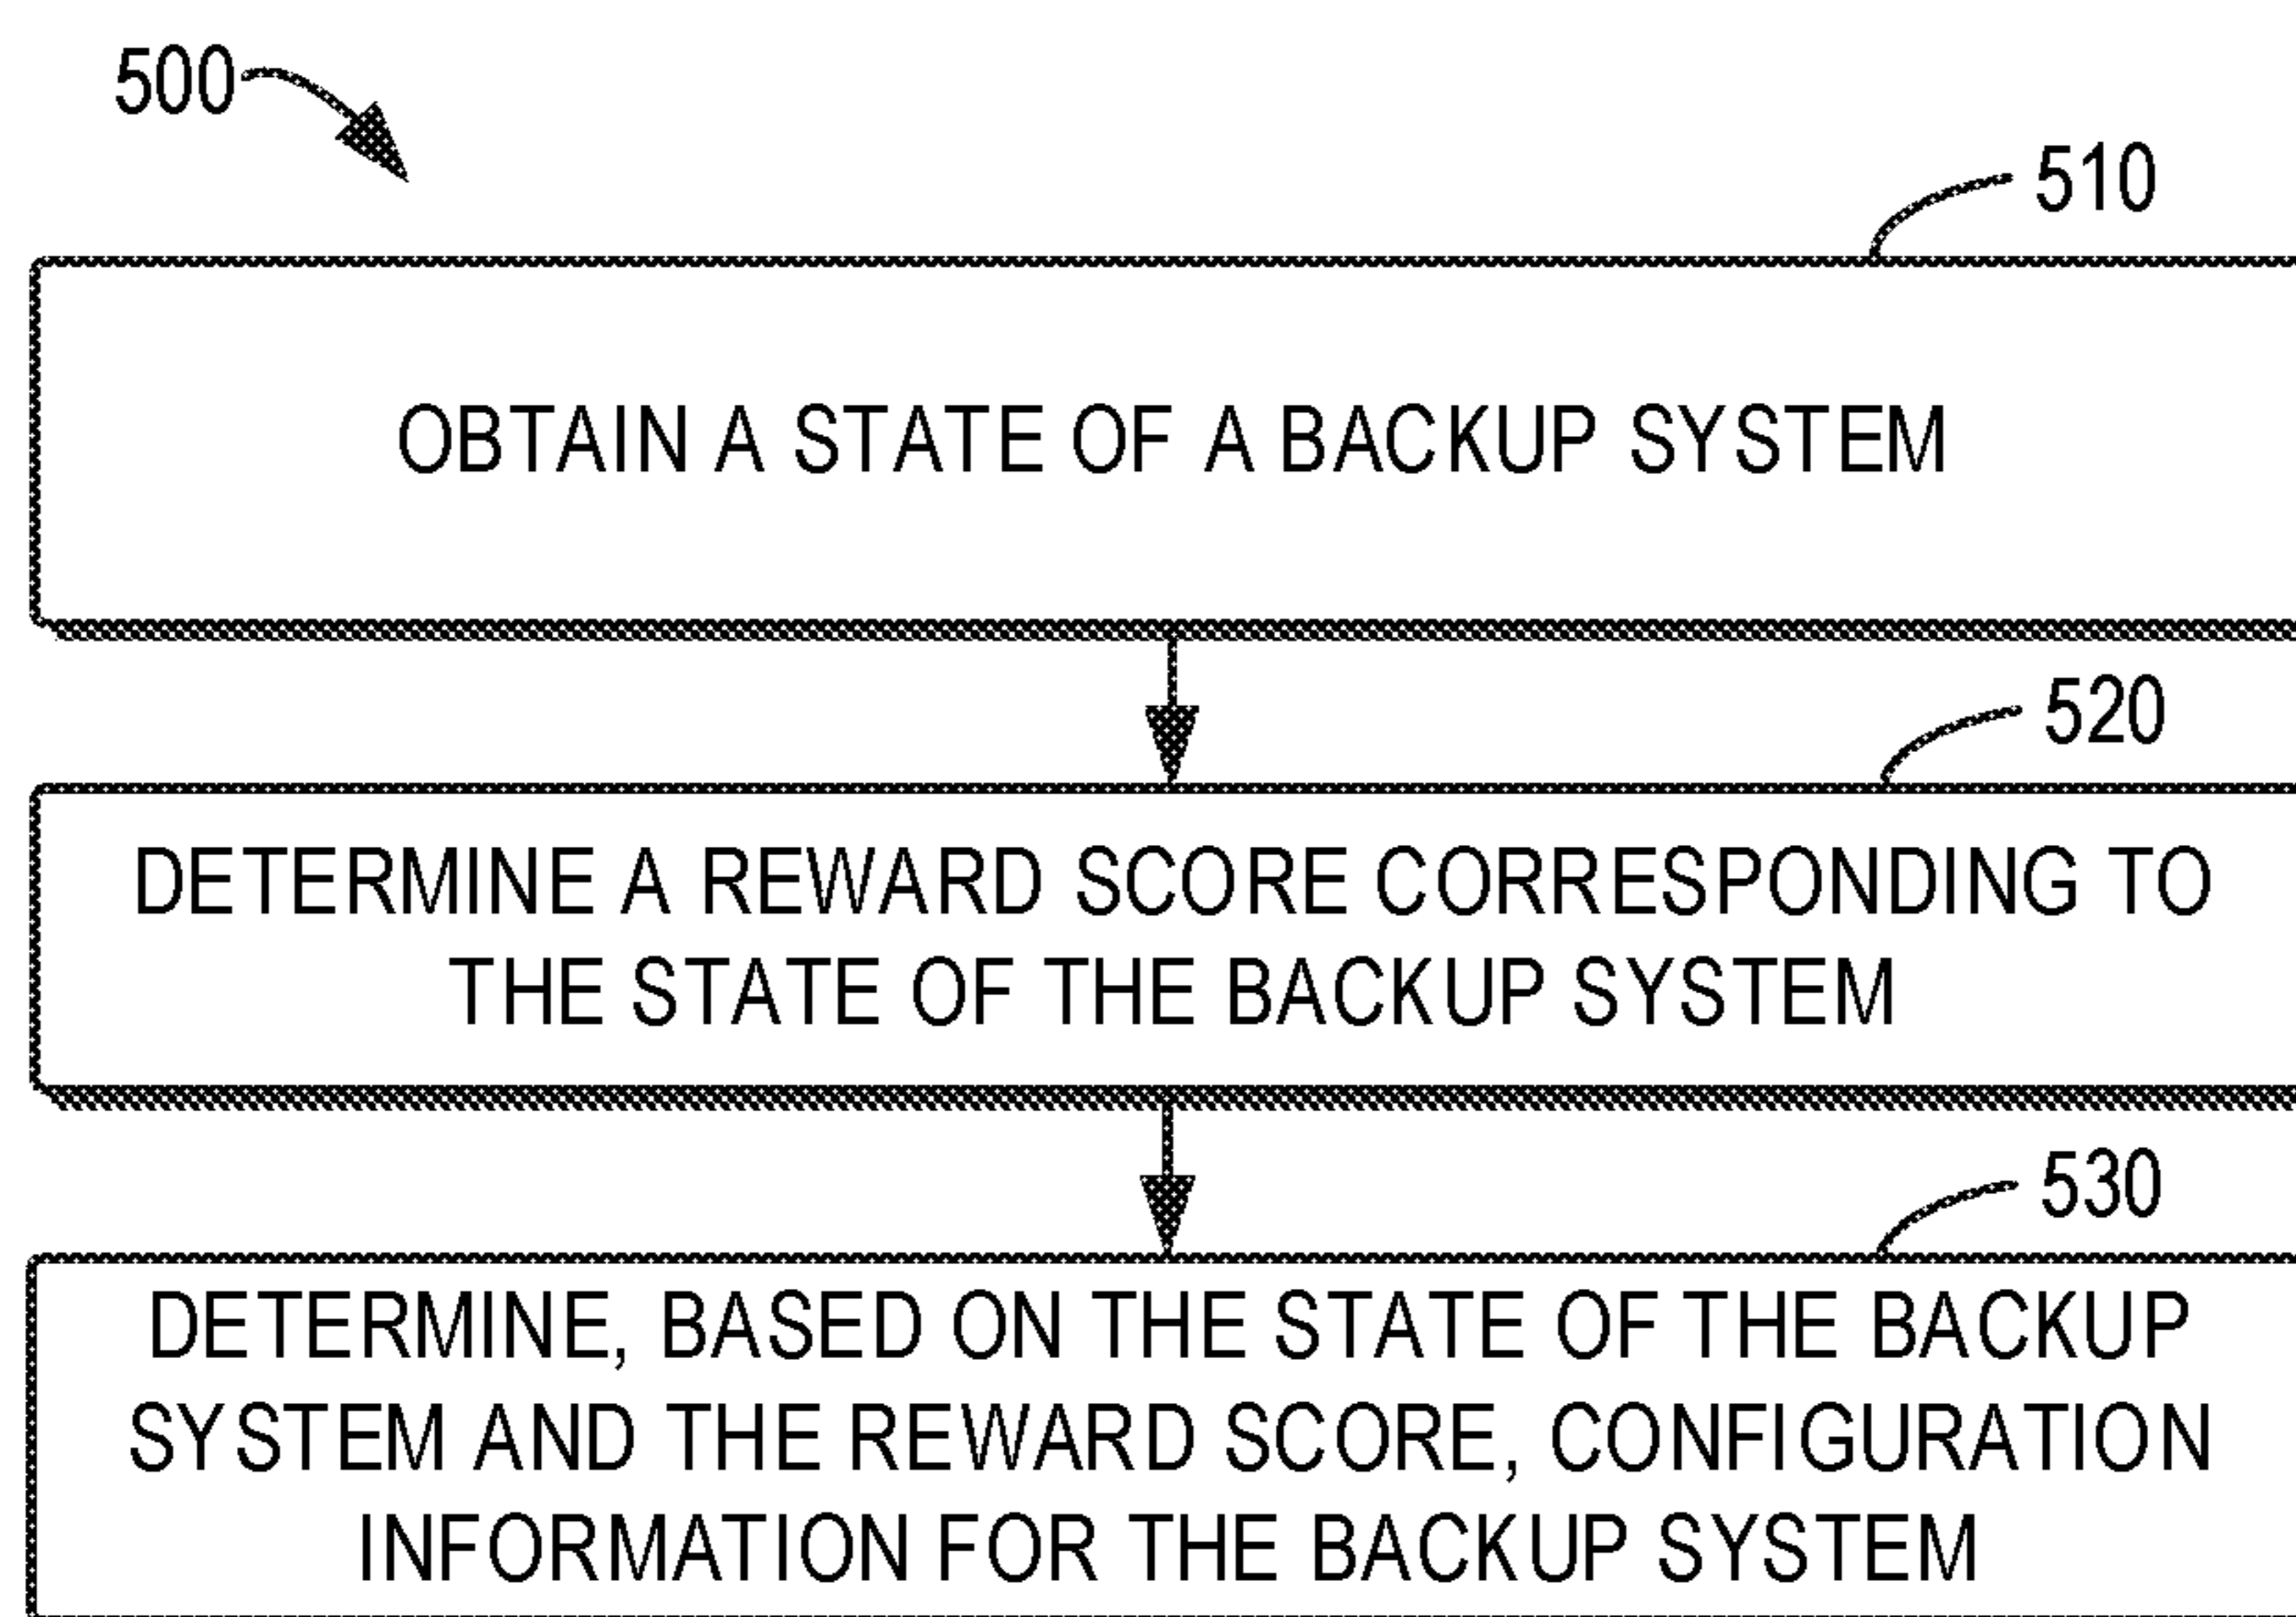 500
510
OBTAIN A STATE OF A BACKUP SYSTEM
520
DETERMINE A REWARD SCORE CORRESPONDING TO
THE STATE OF THE BACKUP SYSTEM
530
DETERMINE, BASED ON THE STATE OF THE BACKUP
SYSTEM AND THE REWARD SCORE, CONFIGURATION
INFORMATION FOR THE BACKUP SYSTEM